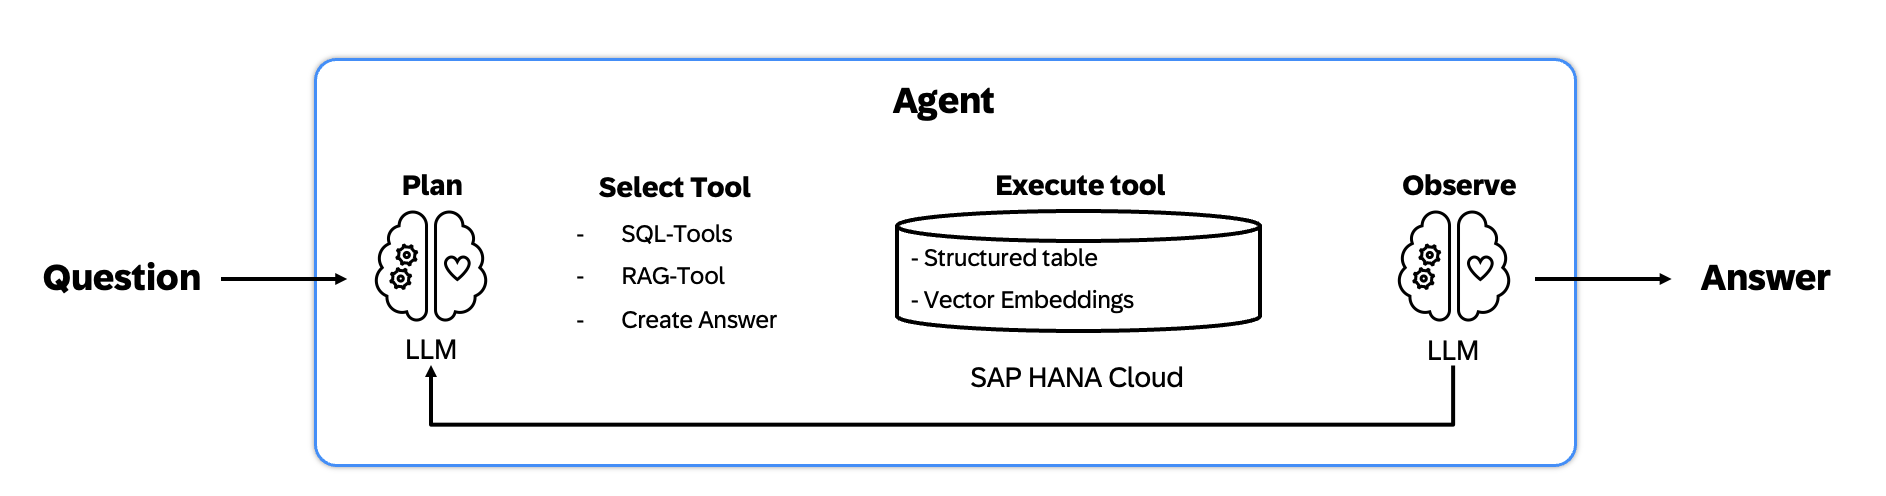 Agent
Question
Plan
LLM
Select Tool
- SQL-Tools
- RAG-Tool
- Create Answer
Execute tool
- Structured table
- Vector Embeddings
SAP HANA Cloud
Observe
LLM
Answer